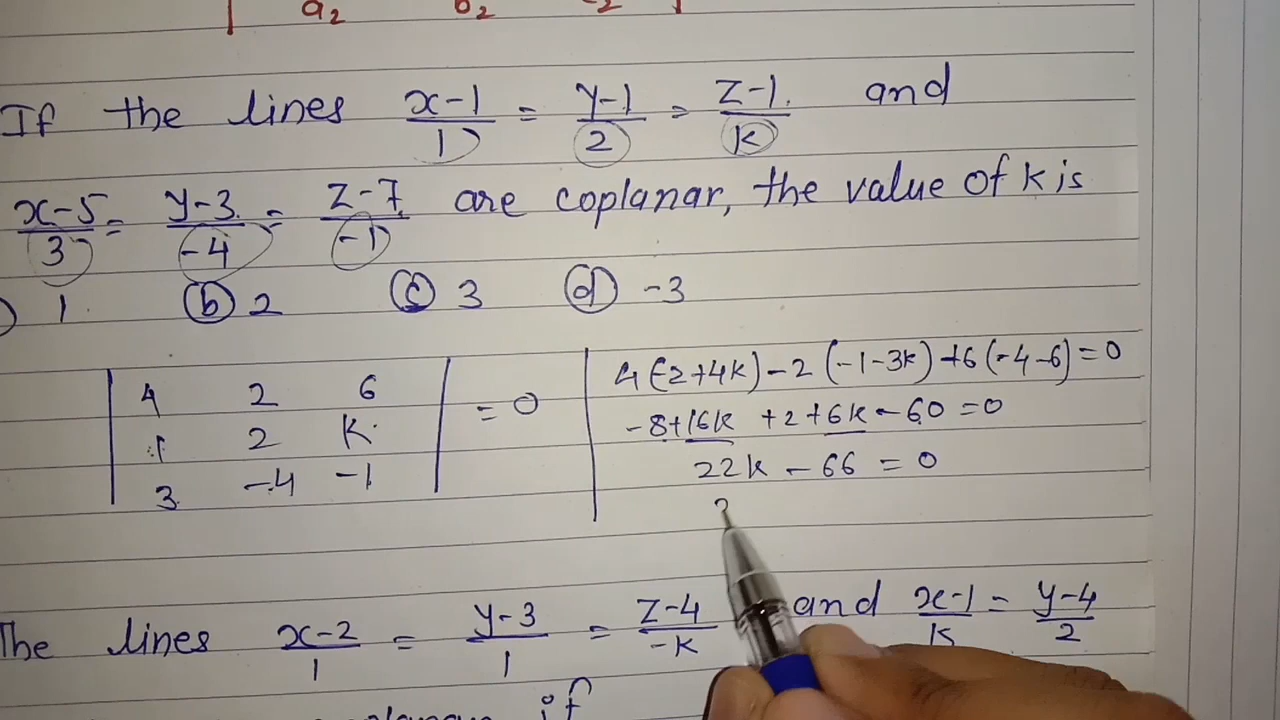 a₂ b₂
If the lines x-1/1 = y-1/2 = z-1/k and
x-5/3 = y-3/-4 = z-7/-1 are coplanar, the value of k is
1 (b) 2 (c) 3 (d) -3
| 4 2 6 |
| 1 2 k | = 0
| 3 -4 -1 |
4(-2+4k) -2(-1-3k) +6(-4-6) = 0
-8+16k +2+6k -60 = 0
22k - 66 = 0
The lines x-2/1 = y-3/1 = z-4/-k and x-1/k = y-4/2
if